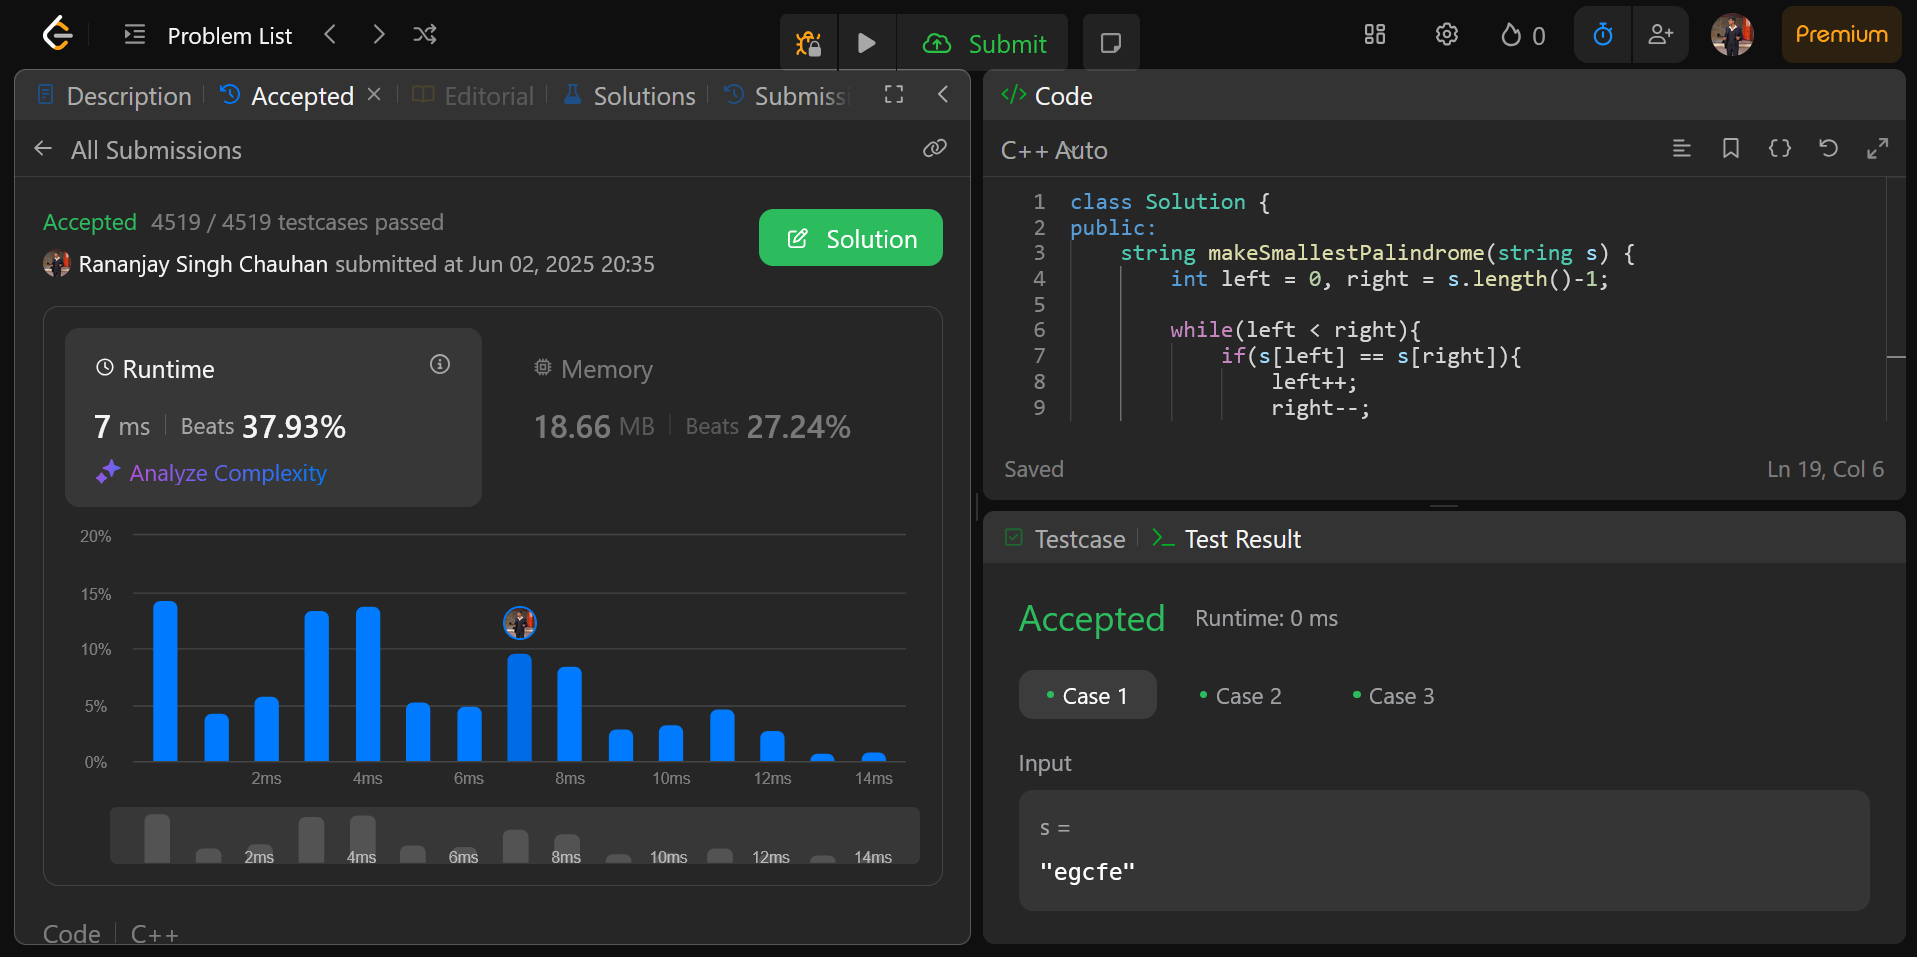 Problem List
Submit
0
Premium
Description
Accepted
Editorial
Solutions
Submissi
All Submissions
Accepted 4519 / 4519 testcases passed
Rananjay Singh Chauhan submitted at Jun 02, 2025 20:35
Solution
Runtime
7 ms Beats 37.93%
Analyze Complexity
Memory
18.66 MB Beats 27.24%
20%
15%
10%
5%
0%
2ms 4ms 6ms 8ms 10ms 12ms 14ms
2ms 4ms 6ms 8ms 10ms 12ms 14ms
Code C++
</> Code
C++ Auto
1 class Solution {
2 public:
3 string makeSmallestPalindrome(string s) {
4 int left = 0, right = s.length()-1;
5
6 while(left < right){
7 if(s[left] == s[right]){
8 left++;
9 right--;
Saved
Ln 19, Col 6
Testcase
Test Result
Accepted Runtime: 0 ms
Case 1 Case 2 Case 3
Input
s =
"egcfe"